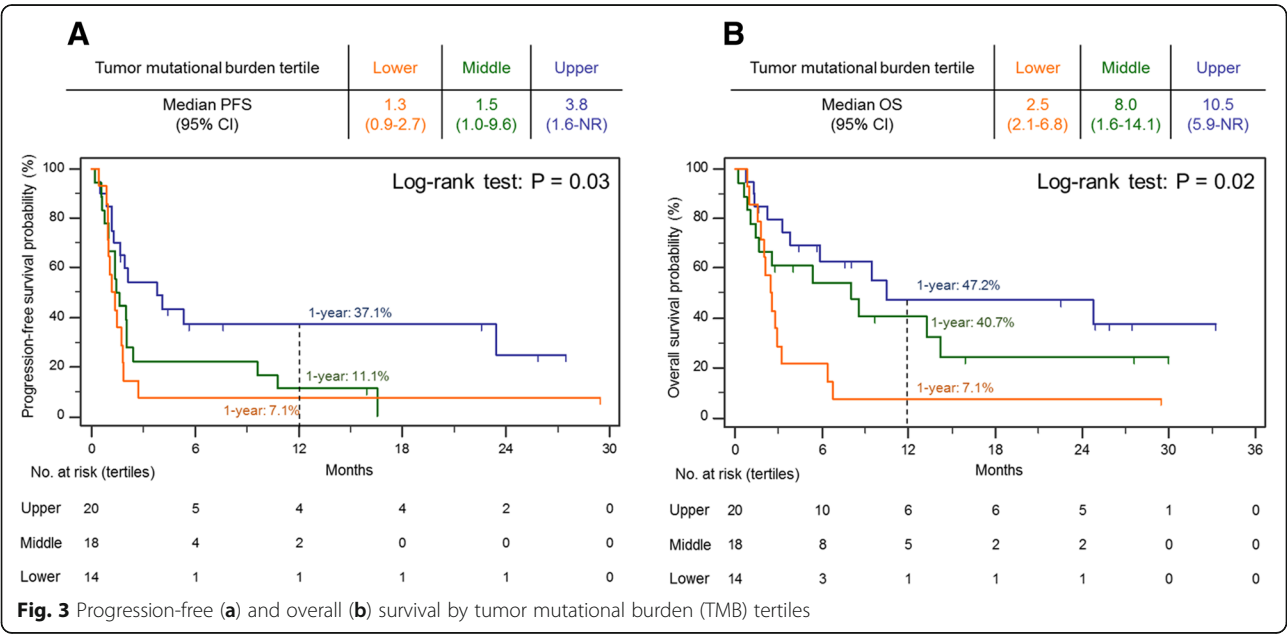 A
Tumor mutational burden tertile Lower Middle Upper
Median PFS 1.3 1.5 3.8
(95% CI) (0.9-2.7) (1.0-9.6) (1.6-NR)
Log-rank test: P = 0.03
Progression-free survival probability (%)
100
80
60
40
20
0
1-year: 37.1%
1-year: 11.1%
1-year: 7.1%
0 6 12 18 24 30
Months
No. at risk (tertiles)
Upper 20 5 4 4 2 0
Middle 18 4 2 0 0 0
Lower 14 1 1 1 1 0
B
Tumor mutational burden tertile Lower Middle Upper
Median OS 2.5 8.0 10.5
(95% CI) (2.1-6.8) (1.6-14.1) (5.9-NR)
Log-rank test: P = 0.02
Overall survival probability (%)
100
80
60
40
20
0
1-year: 47.2%
1-year: 40.7%
1-year: 7.1%
0 6 12 18 24 30 36
Months
No. at risk (tertiles)
Upper 20 10 6 6 5 1 0
Middle 18 8 5 2 2 0 0
Lower 14 3 1 1 1 0 0
Fig. 3 Progression-free (a) and overall (b) survival by tumor mutational burden (TMB) tertiles